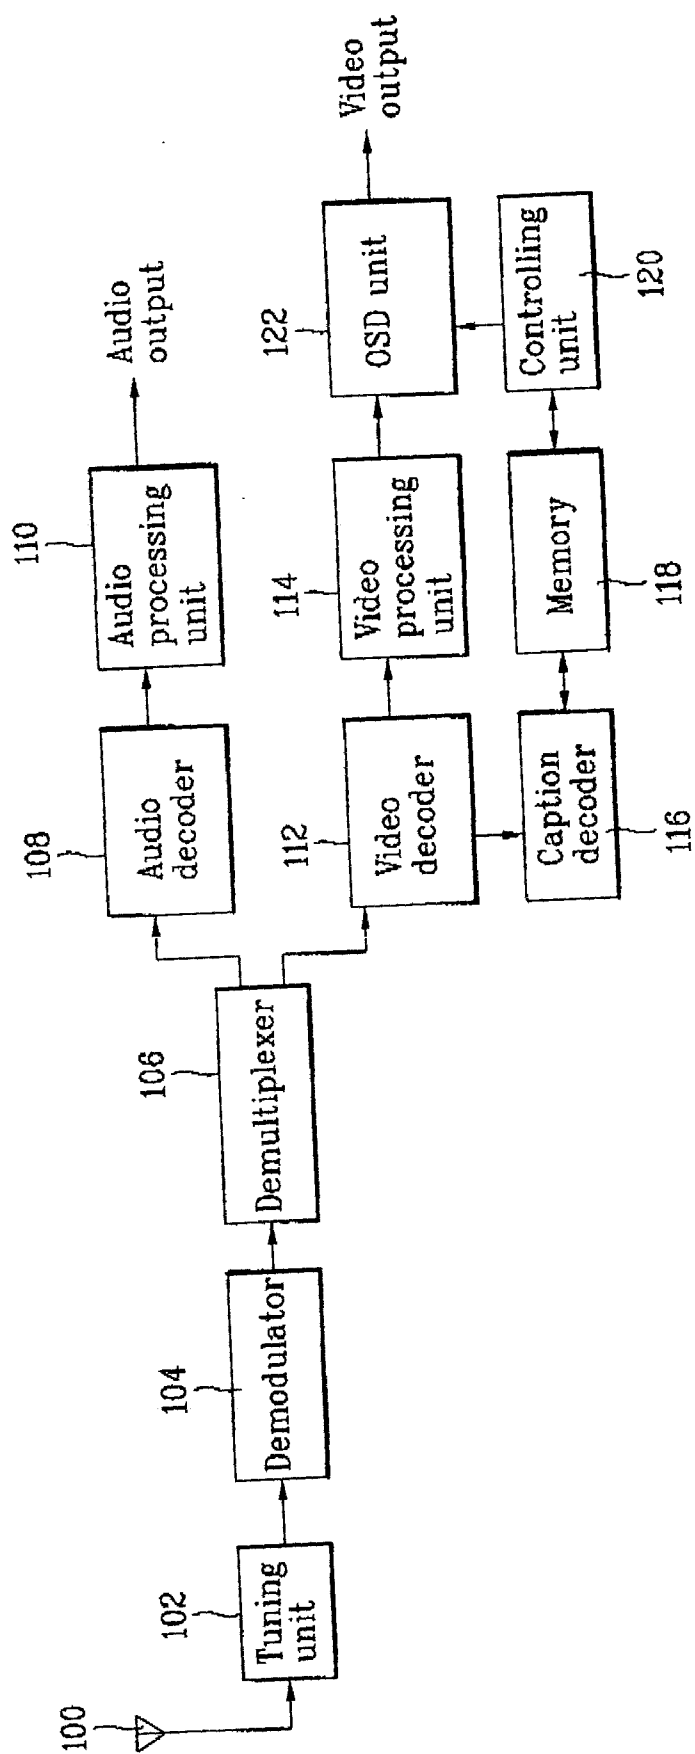 100
102
Tuning
unit
104
Demodulator
106
Demultiplexer
108
Audio
decoder
110
Audio
processing
unit
Audio
output
112
Video
decoder
114
Video
processing
unit
122
OSD unit
Video
output
Caption
decoder
116
Memory
118
Controlling
unit
120